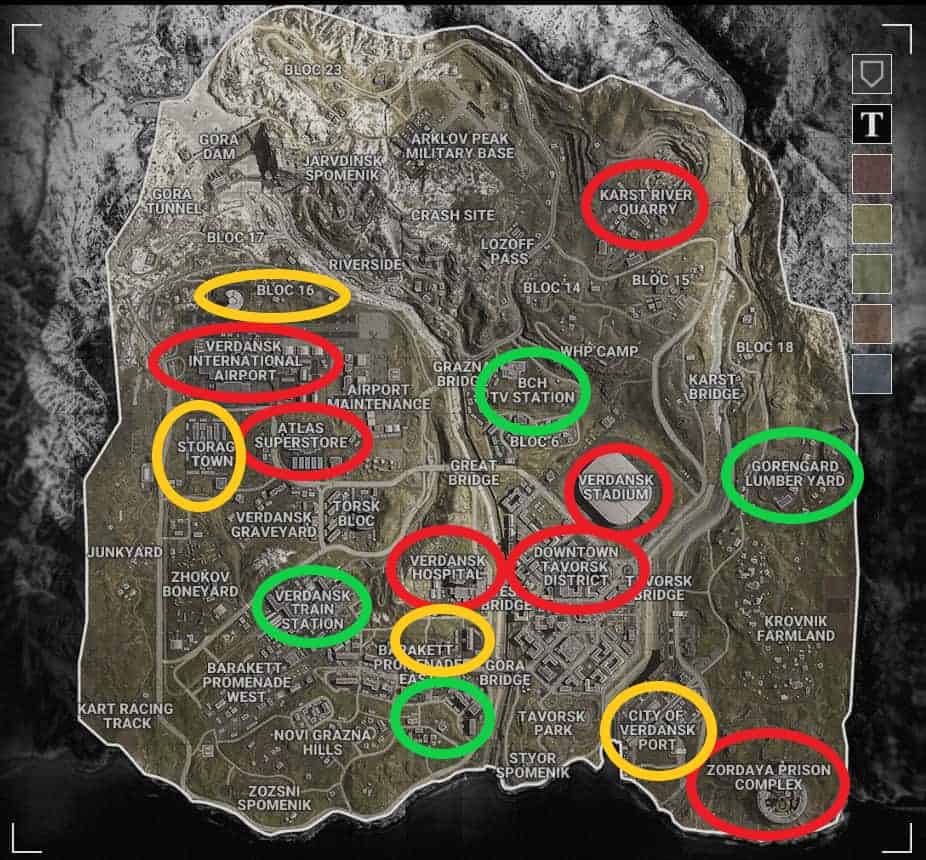 BLOC 23
GORA
DAM
ARKLOV PEAK
MILITARY BASE
T
JARVDINSK
SPOMENIK
GORA
TUNNEL
KARST RIVER
QUARRY
CRASH SITE
BLOC 17
LOZOFF
PASS
RIVERSIDE
BLOC 16
BLOC 14
BLOC 15
VERDANSK
INTERNATIONAL
AIRPORT
WHP CAMP
BLOC 18
GRAZNA
BRIDGE
BCH
TV STATION
KARST
BRIDGE
AIRPORT
MAINTENANCE
ATLAS
SUPERSTORE
STORAG
TOWN
BLOC 6
GREAT
BRIDGE
VERDANSK
STADIUM
GORENGARD
LUMBER YARD
VERDANSK
GRAVEYARD
TORSK
BLOC
JUNKYARD
VERDANSK
HOSPITAL
DOWNTOWN
TAVORSK
DISTRICT
ZHOKOV
BONEYARD
TAVORSK
BRIDGE
VERDANSK
TRAIN
STATION
BRIDGE
KROVNIK
FARMLAND
BARAKETT
PROMENADE
EAST
BARAKETT
PROMENADE
WEST
GORA
BRIDGE
KART RACING
TRACK
NOVI GRAZNA
HILLS
TAVORSK
PARK
CITY OF
VERDANSK
PORT
STYOR
SPOMENIK
ZORDAYA PRISON
COMPLEX
ZOZSNI
SPOMENIK